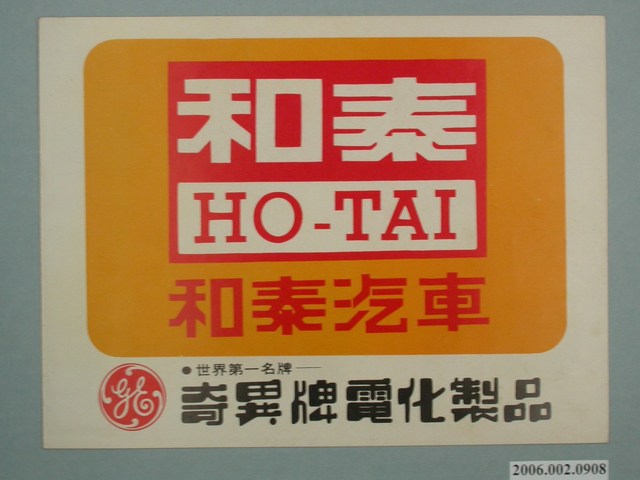 和泰
HO-TAI
和泰汽車
●世界第一名牌——
GE
奇異牌電化製品
2006.002.0908